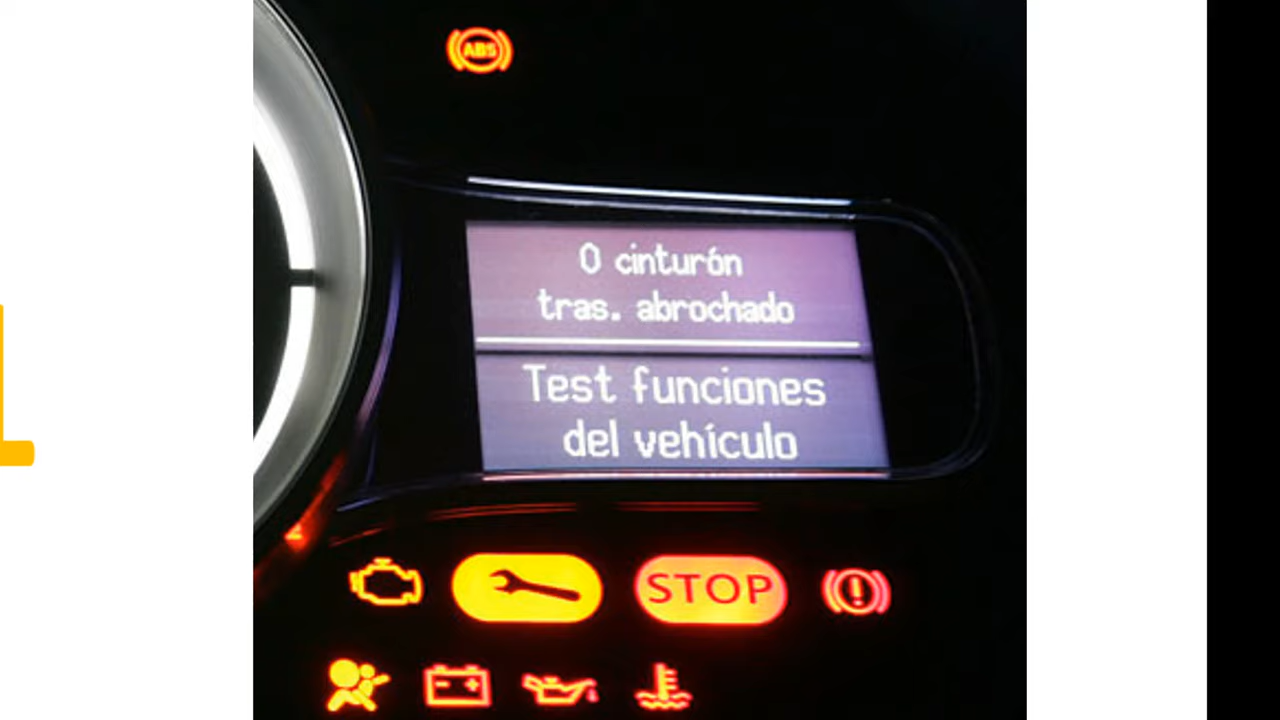 ABS
0 cinturón
tras. abrochado
Test funciones
del vehículo
STOP